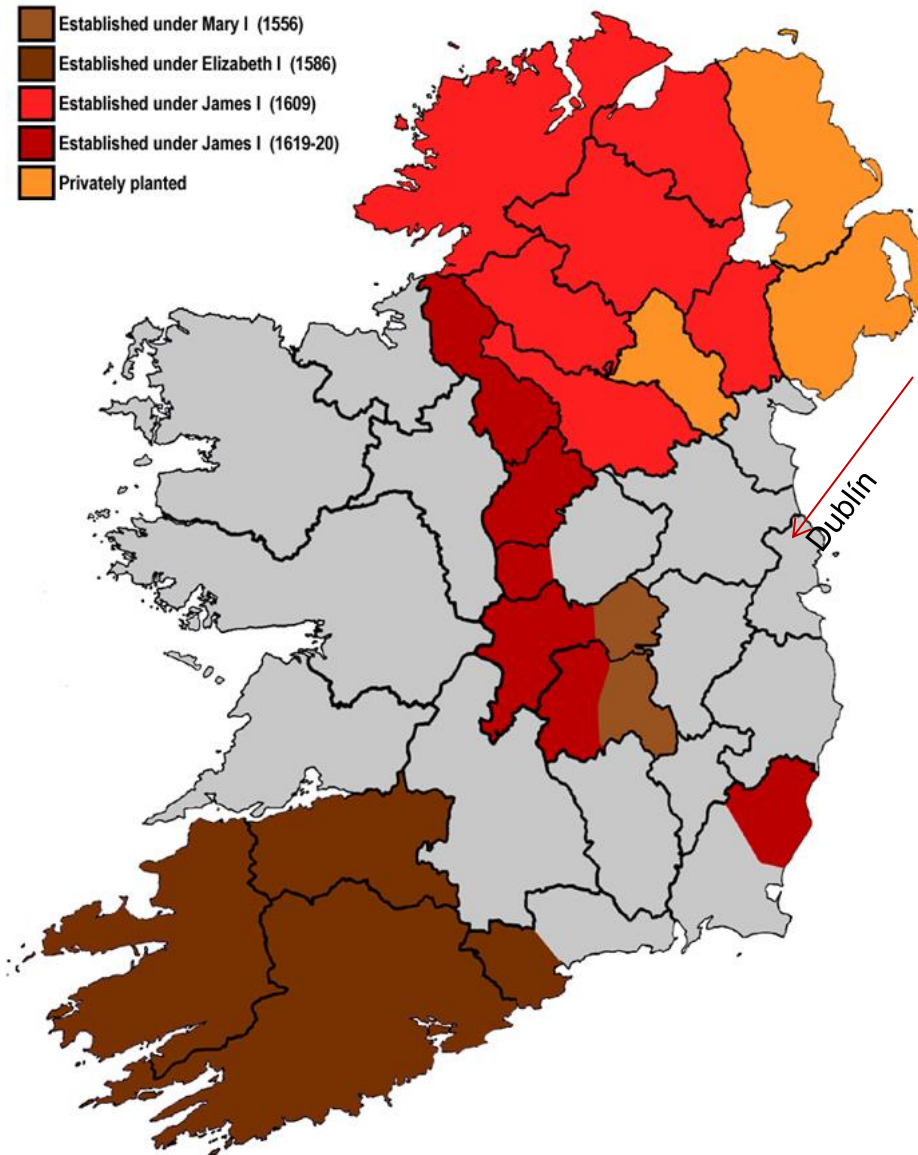 Established under Mary I (1556)
Established under Elizabeth I (1586)
Established under James I (1609)
Established under James I (1619-20)
Privately planted
Dublín